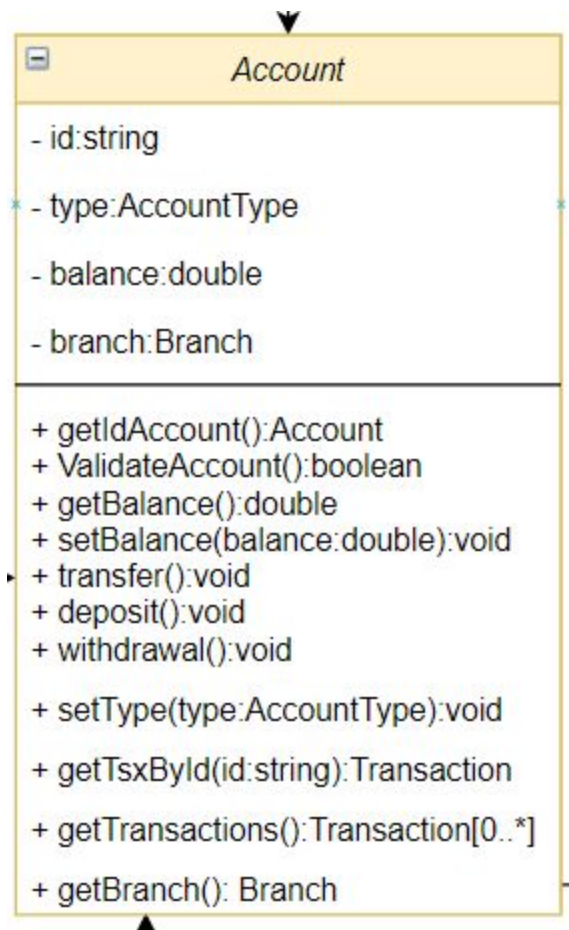 Account
- id:string
- type:AccountType
- balance:double
- branch:Branch
+ getIdAccount():Account
+ ValidateAccount():boolean
+ getBalance():double
+ setBalance(balance:double):void
+ transfer():void
+ deposit():void
+ withdrawal():void
+ setType(type:AccountType):void
+ getTsxById(id:string):Transaction
+ getTransactions():Transaction[0..*]
+ getBranch(): Branch